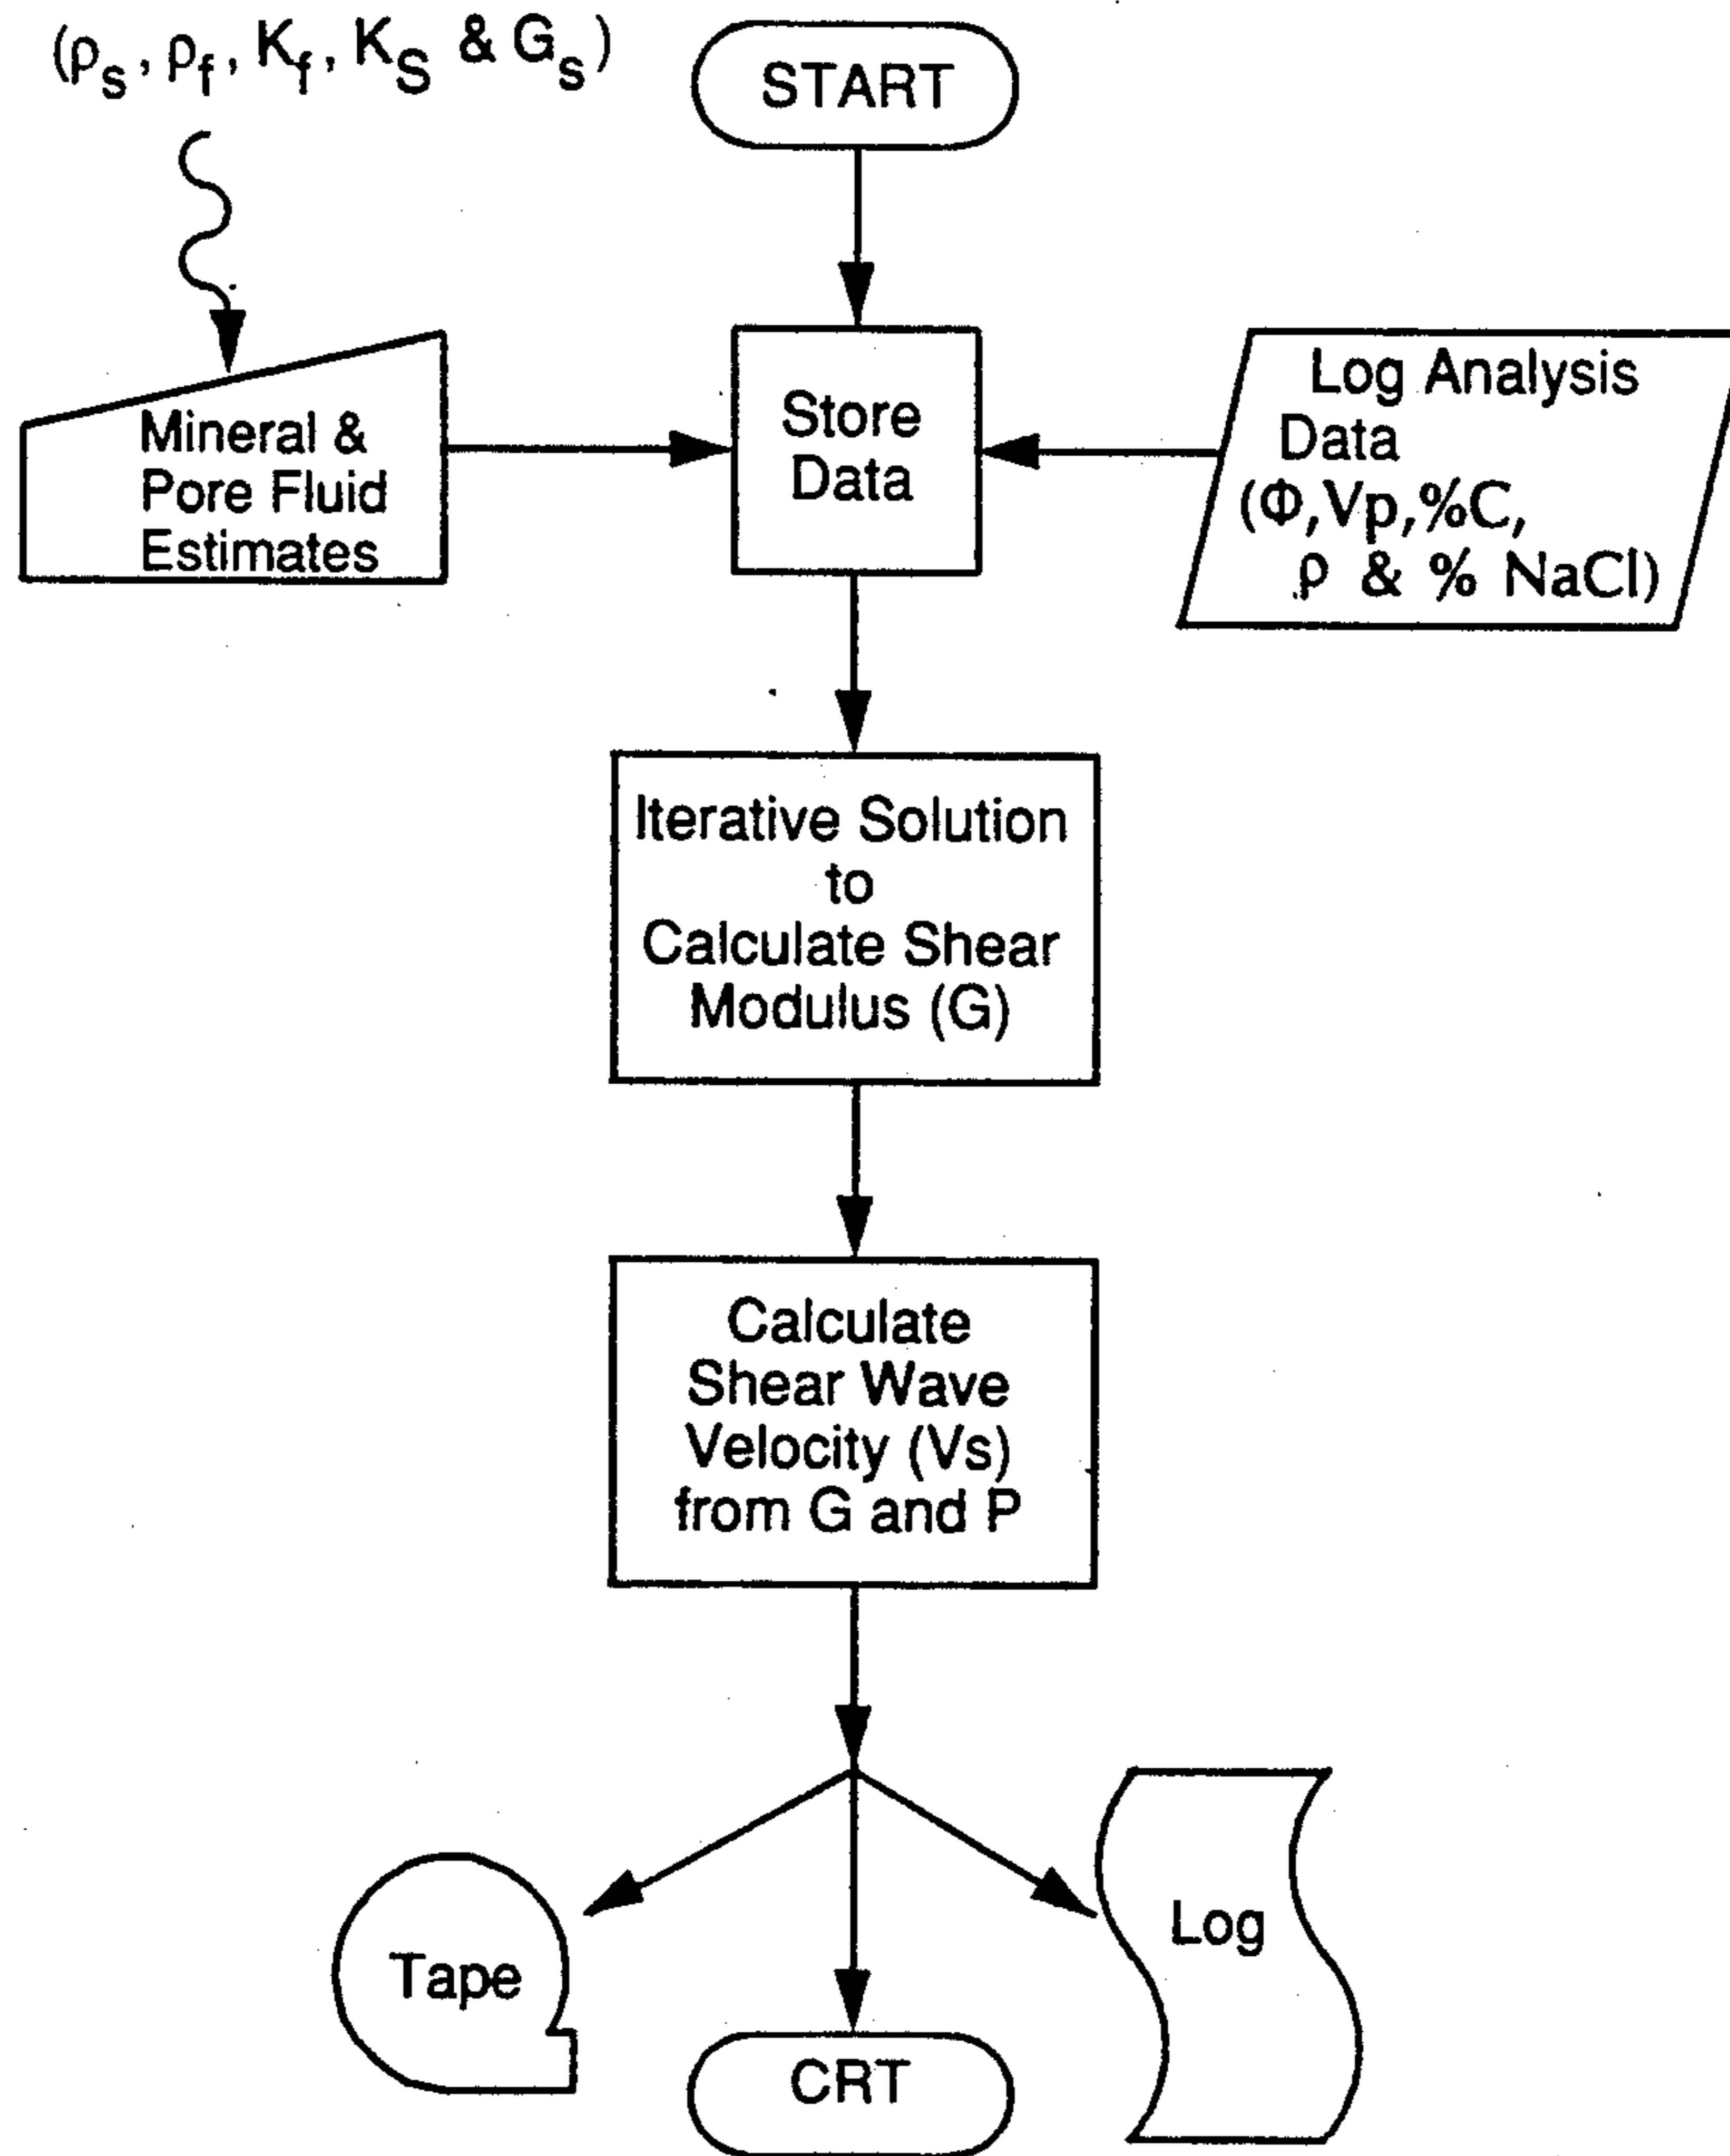 (ρs, ρf, Kf, KS & Gs)
START
Mineral &
Pore Fluid
Estimates
Store
Data
Log Analysis
Data
(Φ,Vp,%C,
ρ & % NaCl)
Iterative Solution
to
Calculate Shear
Modulus (G)
Calculate
Shear Wave
Velocity (Vs)
from G and P
Tape
CRT
Log